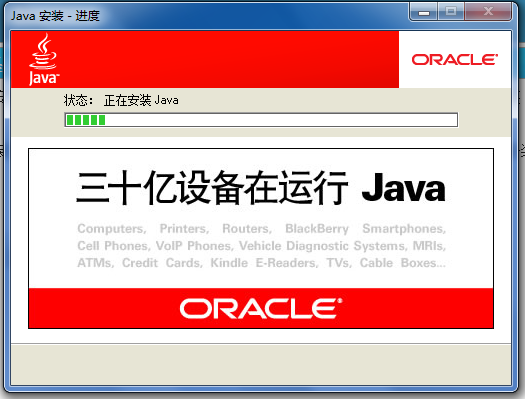 Java 安装 - 进度
Java™
ORACLE®
状态： 正在安装 Java
三十亿设备在运行 Java
Computers, Printers, Routers, BlackBerry Smartphones,
Cell Phones, VoIP Phones, Vehicle Diagnostic Systems, MRIs,
ATMs, Credit Cards, Kindle E-Readers, TVs, Cable Boxes...
ORACLE®